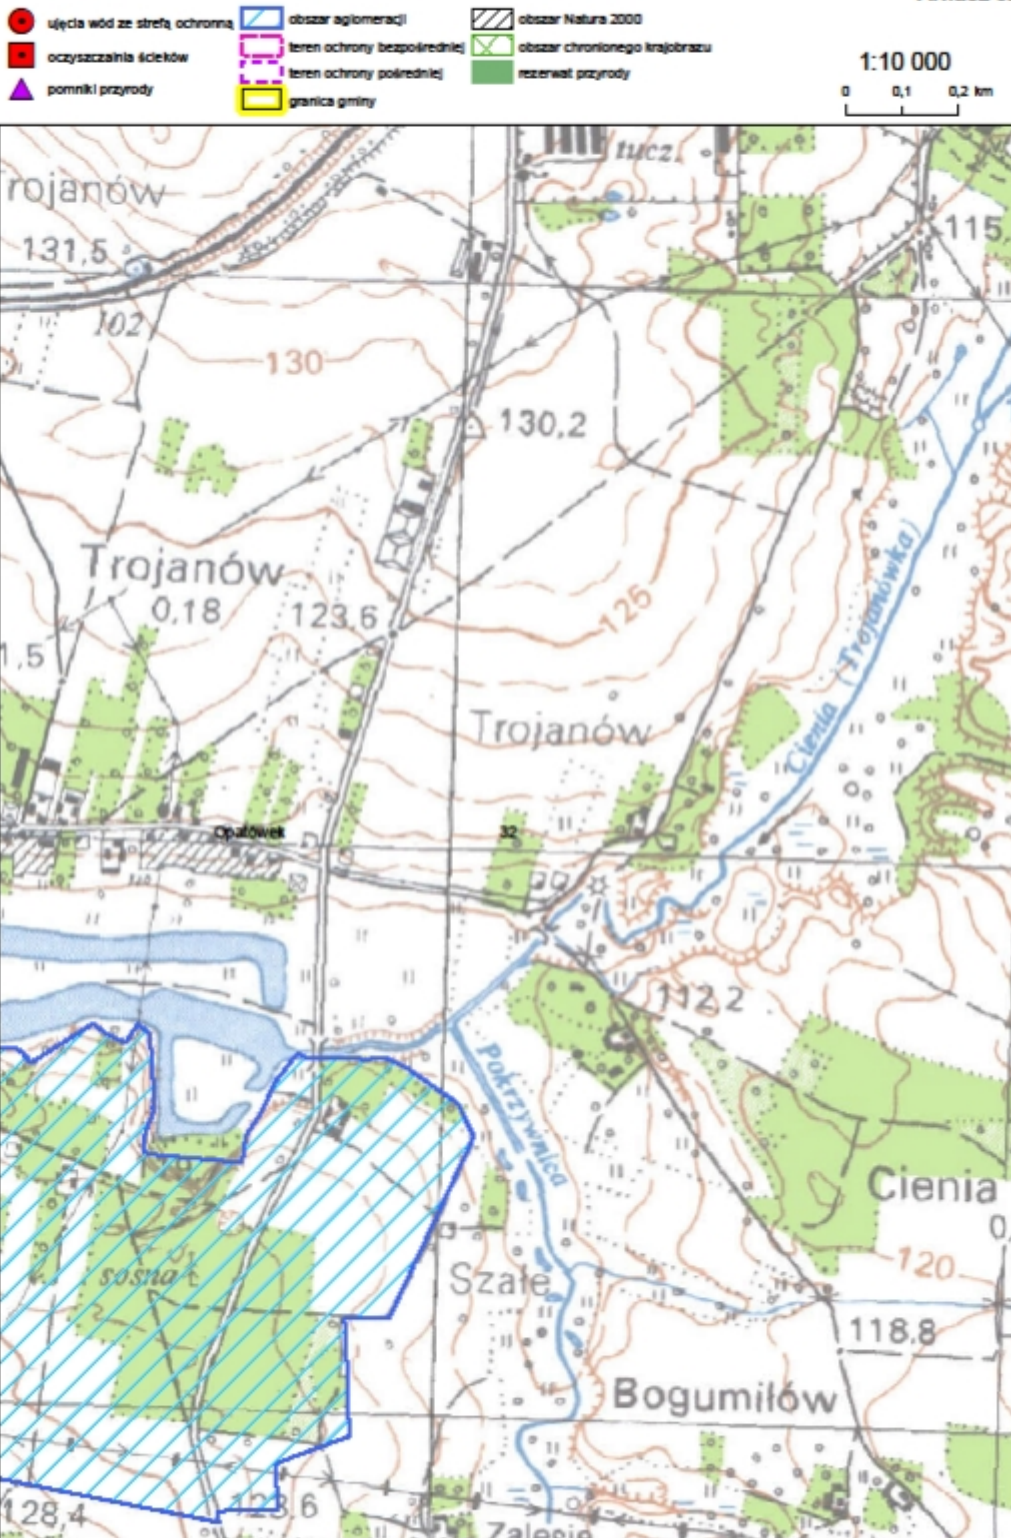 ujęcia wód ze strefą ochronną
oczyszczalnia ścieków
pomniki przyrody
obszar aglomeracji
teren ochrony bezpośredniej
teren ochrony pośredniej
granica gminy
obszar Natura 2000
obszar chronionego krajobrazu
rezerwat przyrody
1:10 000
0 0,1 0,2 km
tucz.
rojanów
131,5
115
102
130
130,2
Trojanów
0,18
123,6
125
1,5
Cienia (Trojanówka)
Trojanów
Opatówek
32
112,2
Pokrzywnica
Cienia
0,
sosna
Szałe
120
118,8
Bogumiłów
128,4
123,6
Zalesie